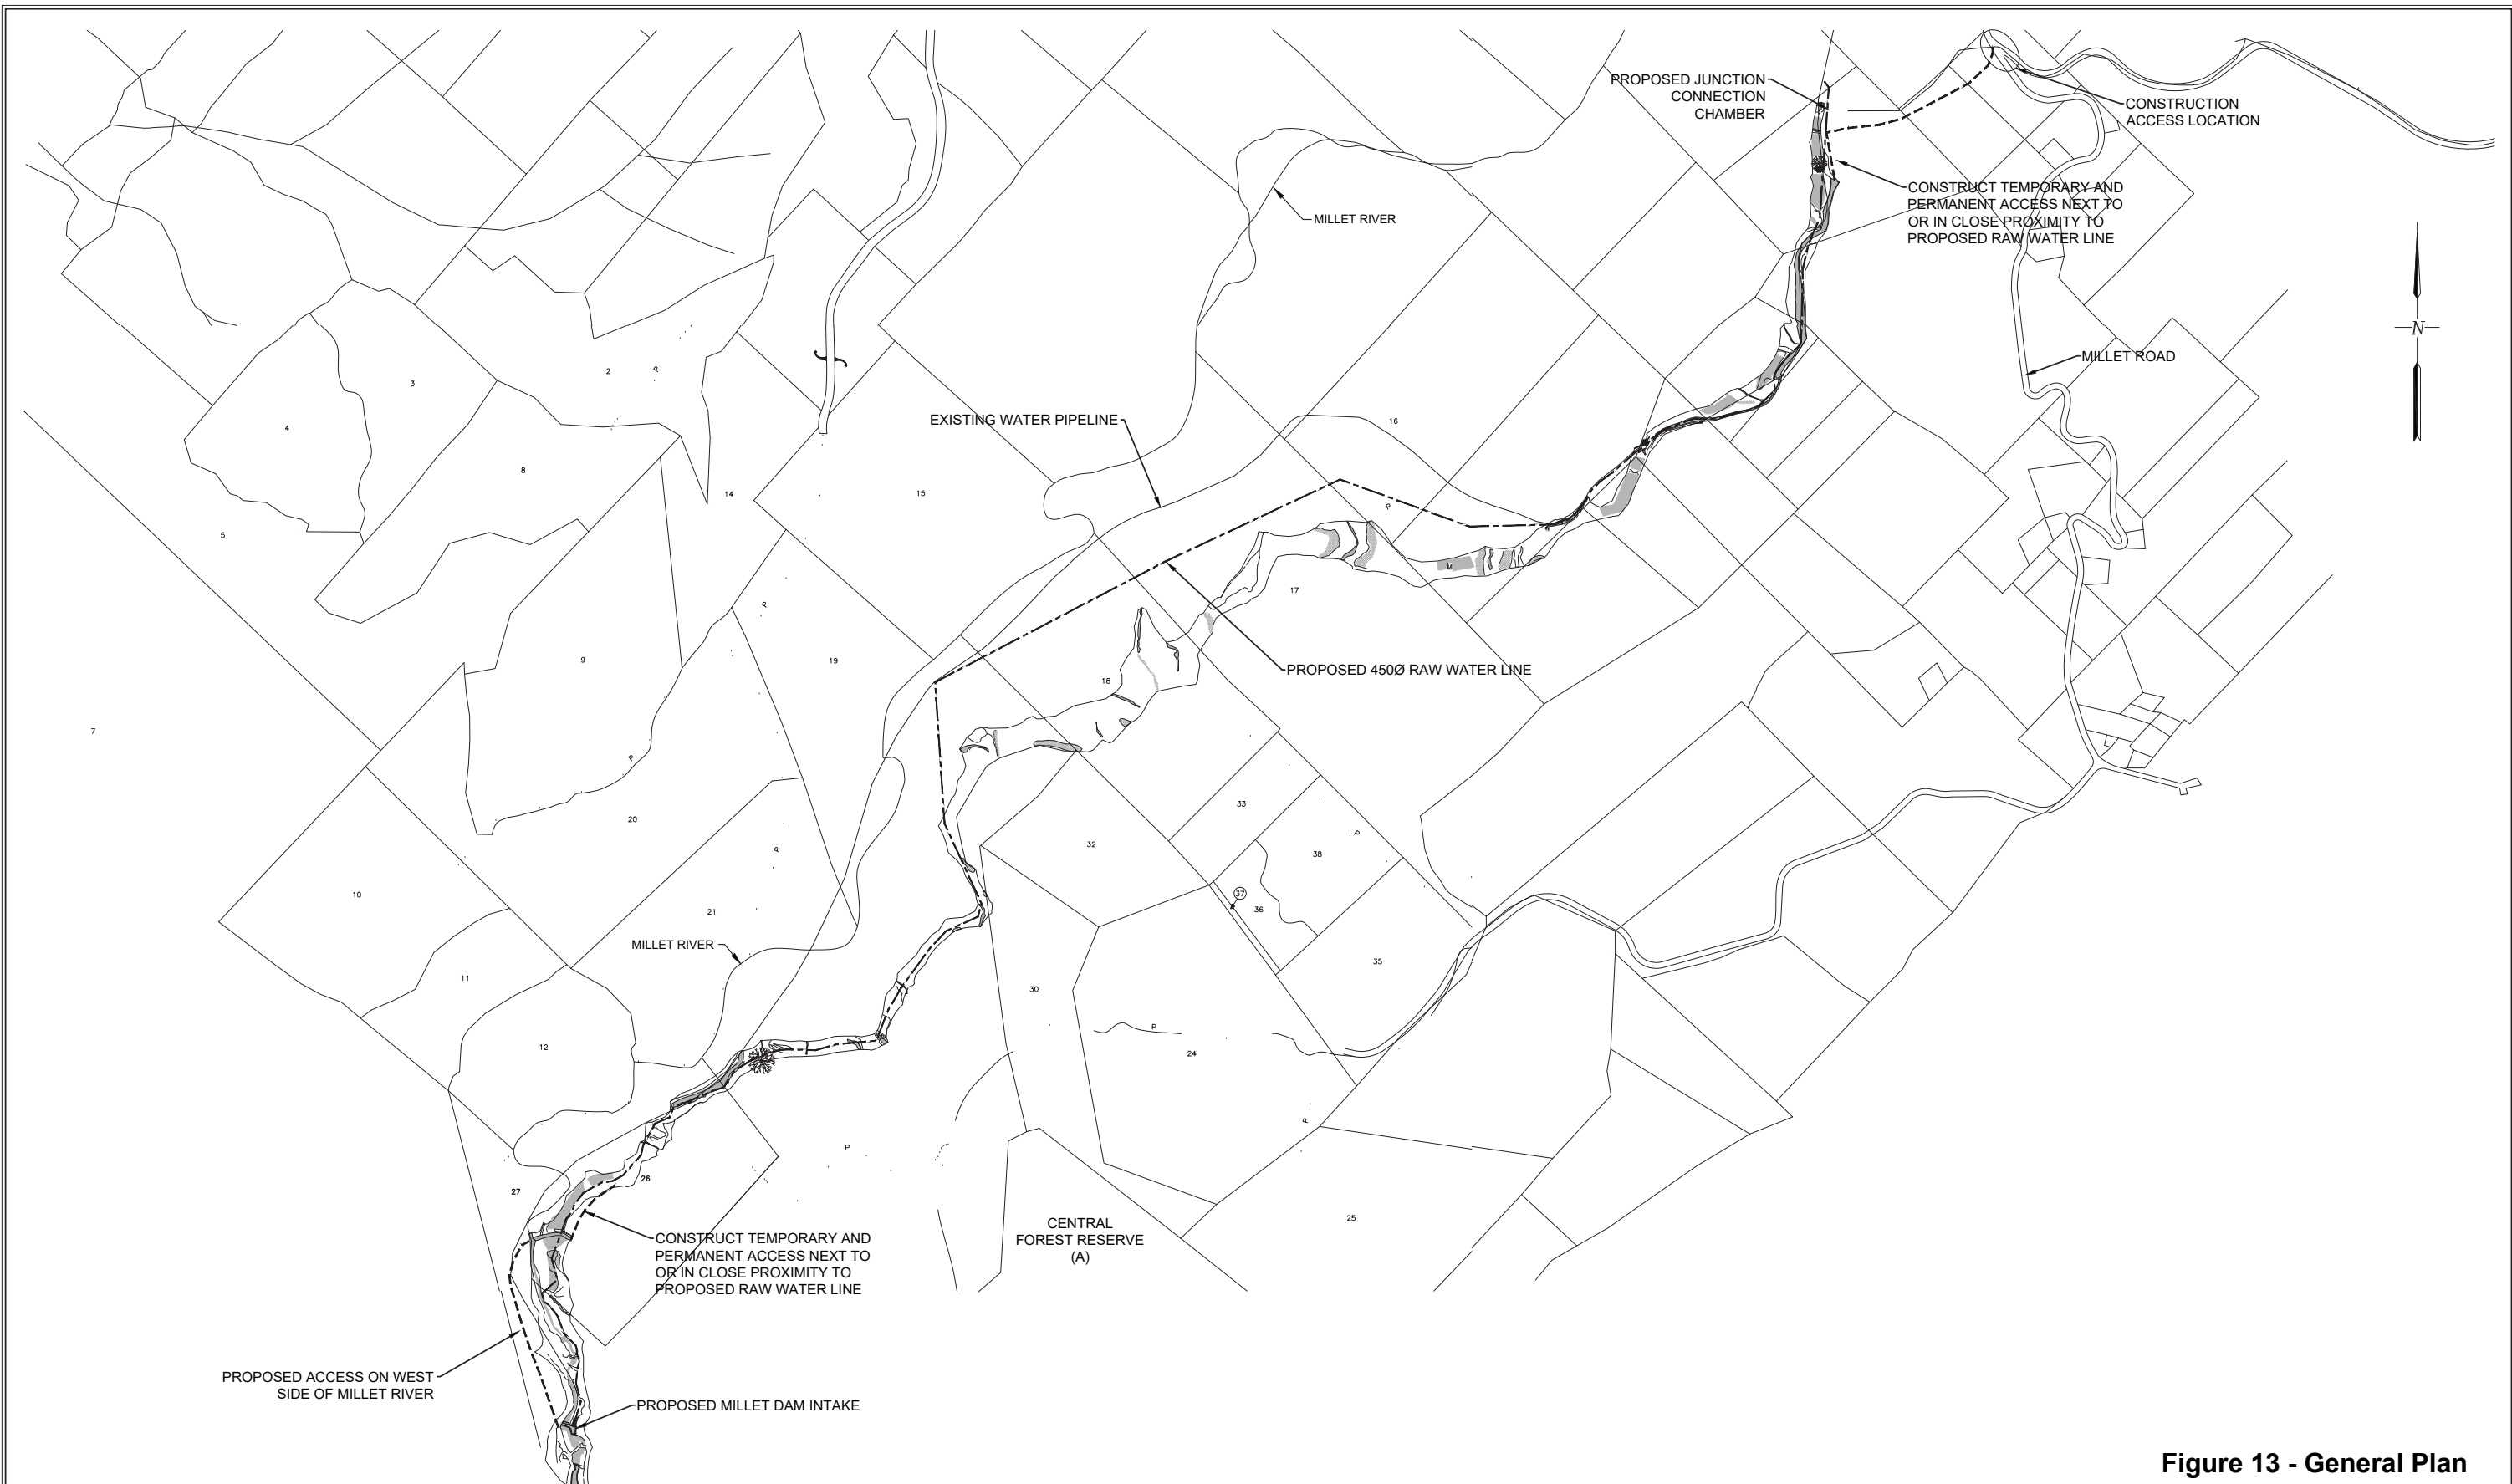 PROPOSED JUNCTION
CONNECTION
CHAMBER
CONSTRUCTION
ACCESS LOCATION
CONSTRUCT TEMPORARY AND
PERMANENT ACCESS NEXT TO
OR IN CLOSE PROXIMITY TO
PROPOSED RAW WATER LINE
MILLET RIVER
N
MILLET ROAD
2
P
3
4
EXISTING WATER PIPELINE
16
8
14
15
P
5
17
P
9
19
PROPOSED 450Ø RAW WATER LINE
18
7
P
20
33
P
32
P
38
10
37
36
21
MILLET RIVER
35
11
30
P
12
24
P
P
27
26
25
CENTRAL
FOREST RESERVE
(A)
CONSTRUCT TEMPORARY AND
PERMANENT ACCESS NEXT TO
OR IN CLOSE PROXIMITY TO
PROPOSED RAW WATER LINE
PROPOSED ACCESS ON WEST
SIDE OF MILLET RIVER
PROPOSED MILLET DAM INTAKE
Figure 13 - General Plan